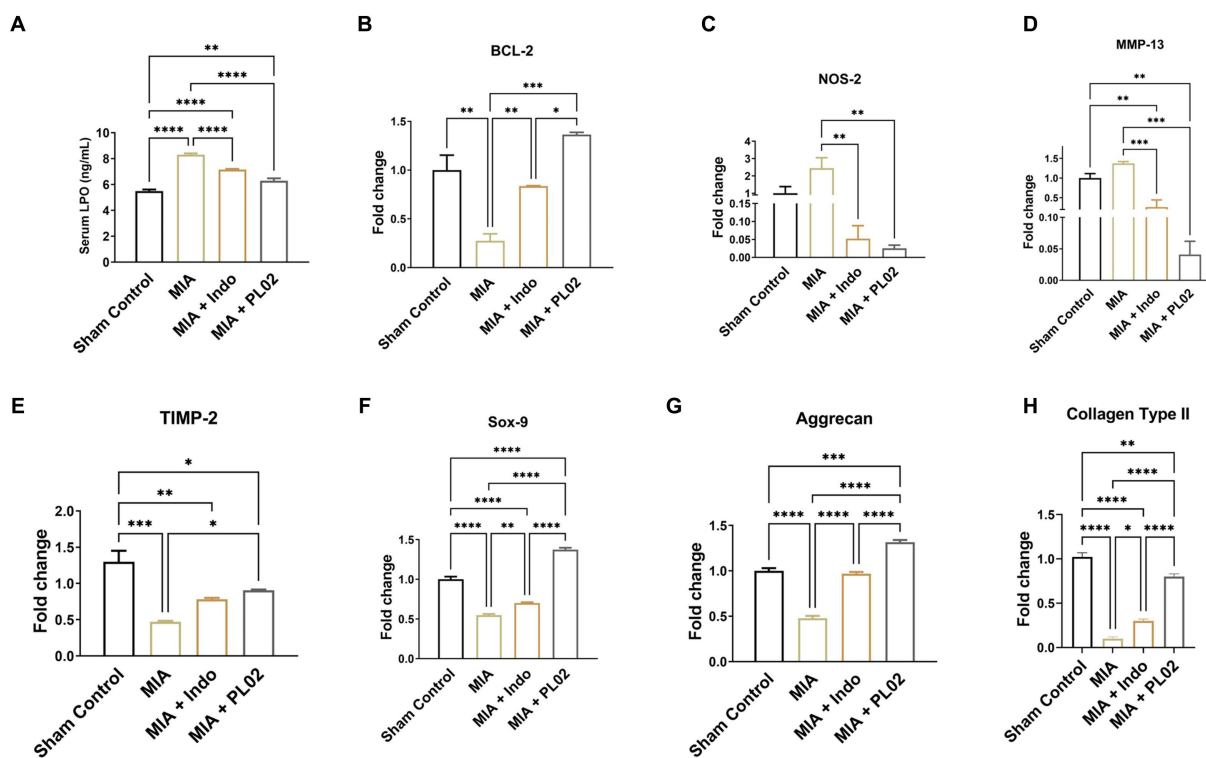 A
**
****
****
****
****
Serum LPO (ng/mL)
10
8
6
4
2
0
Sham Control
MIA
MIA + Indo
MIA + PL02
B
BCL-2
***
**
**
*
Fold change
1.5
1.0
0.5
0.0
Sham Control
MIA
MIA + Indo
MIA + PL02
C
NOS-2
**
**
Fold change
4
3
2
1
0.15
0.10
0.05
0.00
Sham Control
MIA
MIA + Indo
MIA + PL02
D
MMP-13
**
**
***
***
Fold change
1.5
1.0
0.5
0.10
0.05
0.00
Sham Control
MIA
MIA + Indo
MIA + PL02
E
TIMP-2
*
**
***
*
Fold change
2.0
1.5
1.0
0.5
0.0
Sham Control
MIA
MIA + Indo
MIA + PL02
F
Sox-9
****
****
****
****
**
****
Fold change
1.5
1.0
0.5
0.0
Sham Control
MIA
MIA + Indo
MIA + PL02
G
Aggrecan
***
****
****
****
****
Fold change
1.5
1.0
0.5
0.0
Sham Control
MIA
MIA + Indo
MIA + PL02
H
Collagen Type II
**
****
****
****
*
****
Fold change
1.5
1.0
0.5
0.0
Sham Control
MIA
MIA + Indo
MIA + PL02